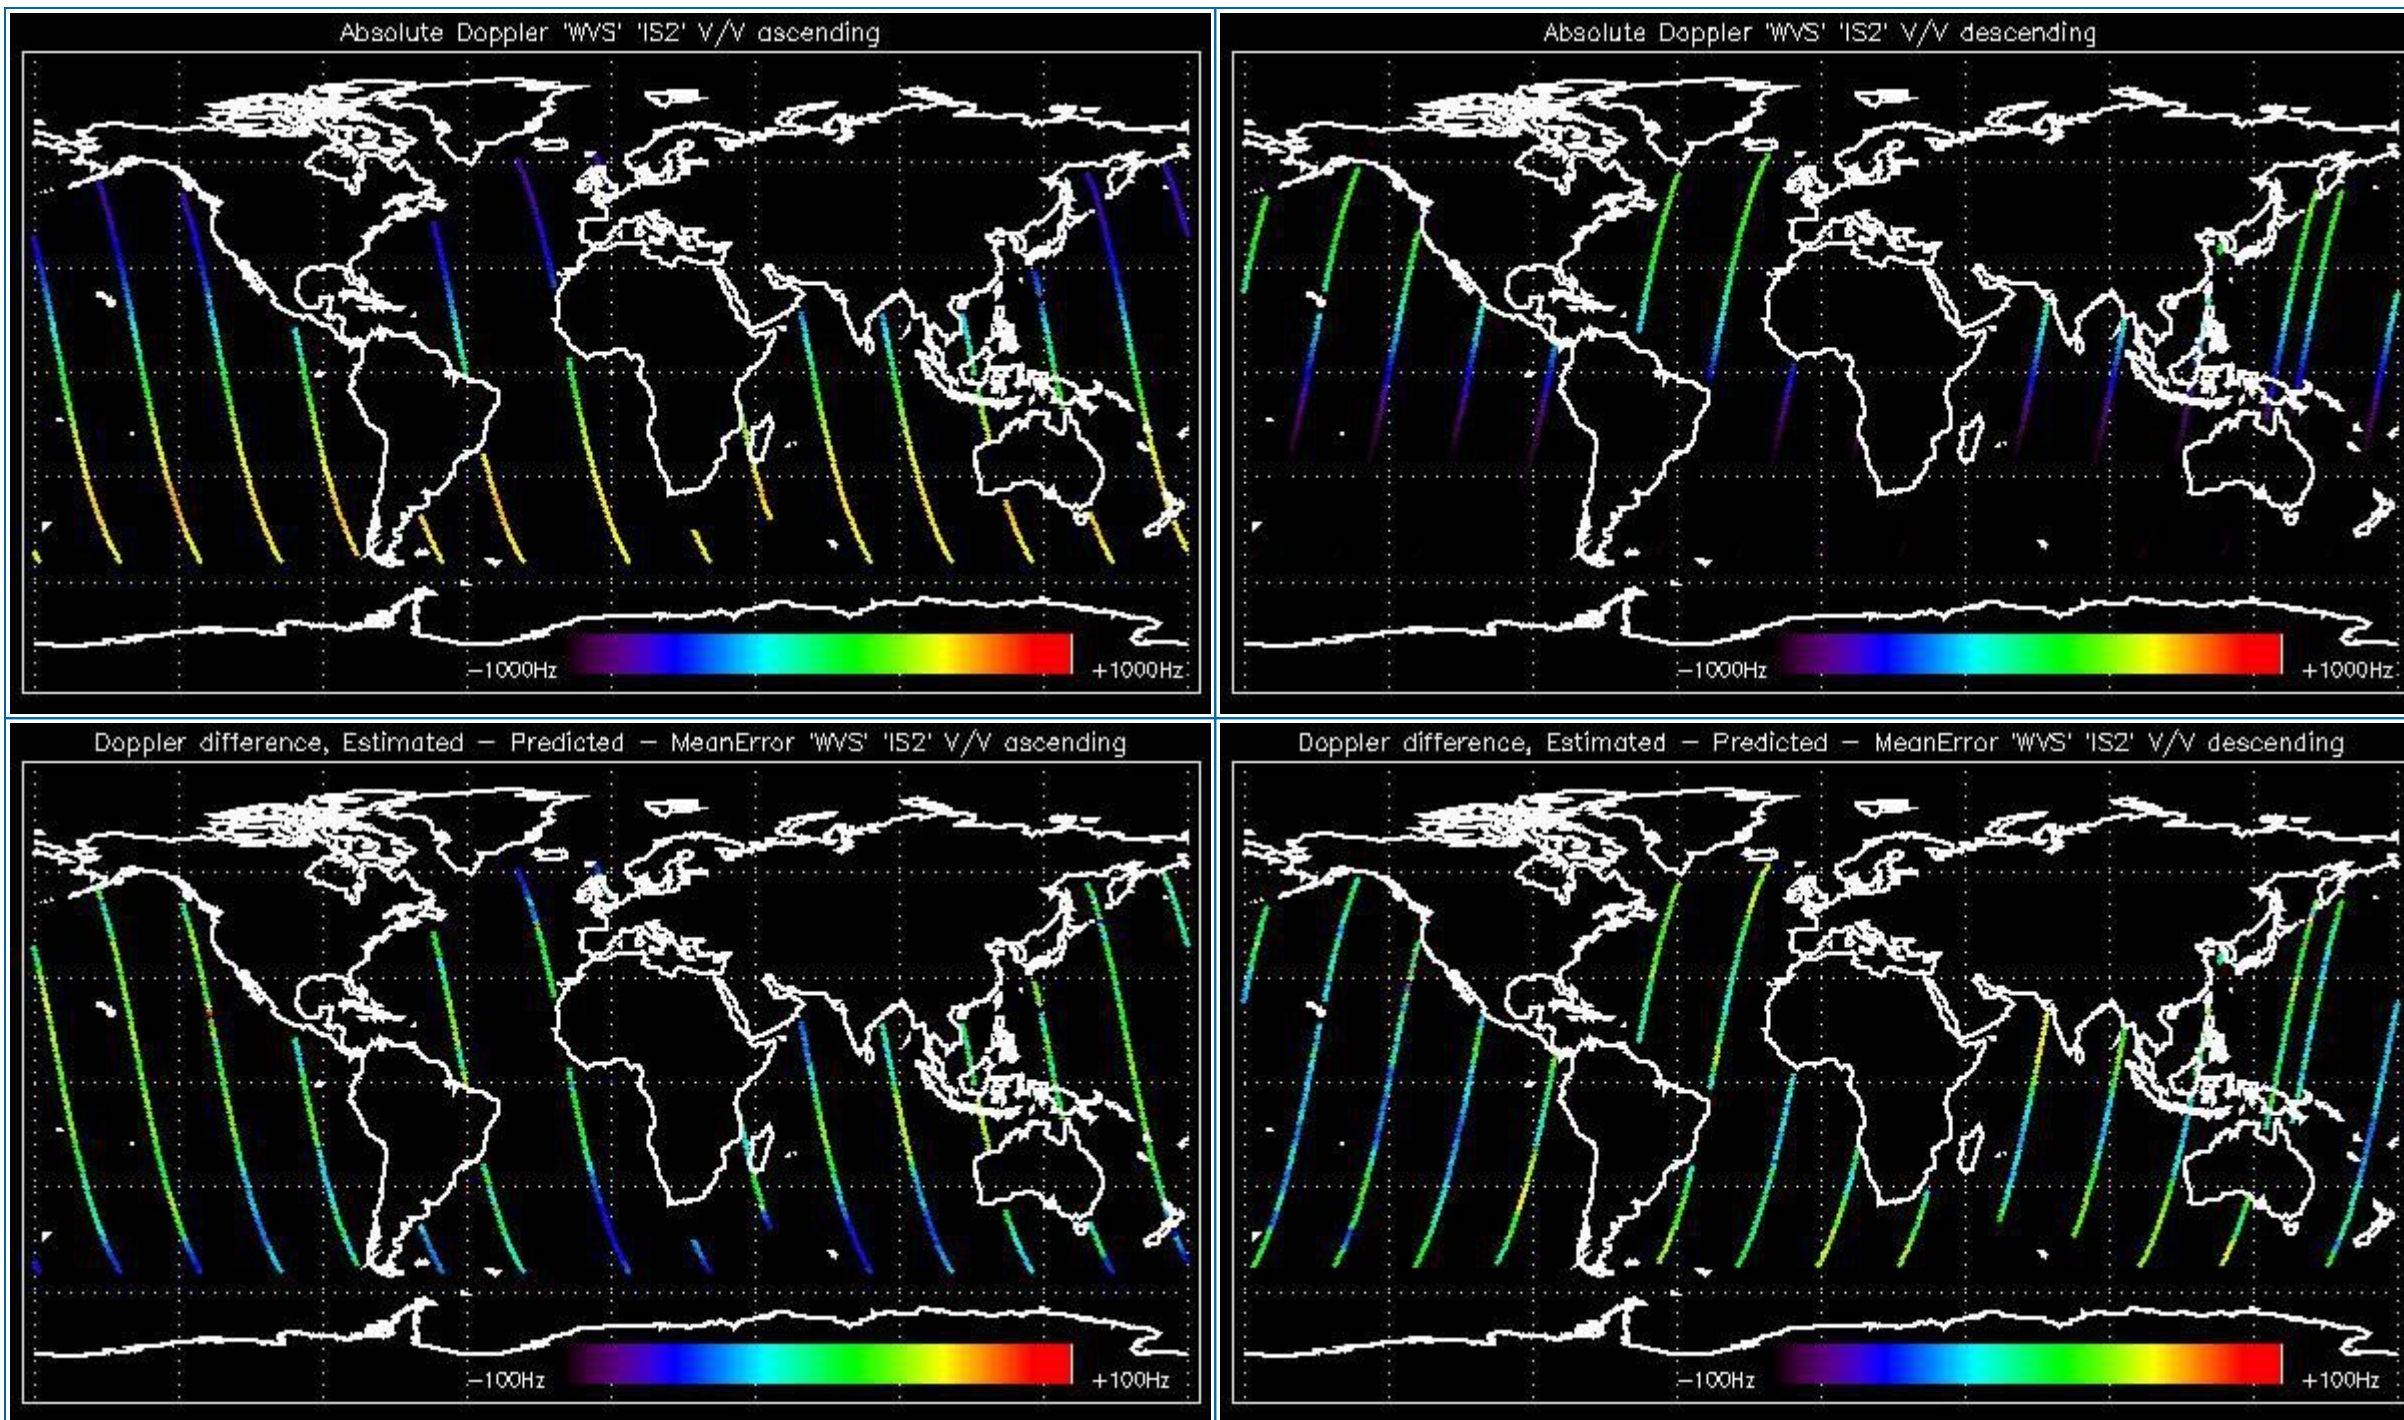 Absolute Doppler 'WVS' 'IS2' V/V ascending
-1000Hz
+1000Hz
Absolute Doppler 'WVS' 'IS2' V/V descending
-1000Hz
+1000Hz
Doppler difference, Estimated - Predicted - MeanError 'WVS' 'IS2' V/V ascending
-100Hz
+100Hz
Doppler difference, Estimated - Predicted - MeanError 'WVS' 'IS2' V/V descending
-100Hz
+100Hz